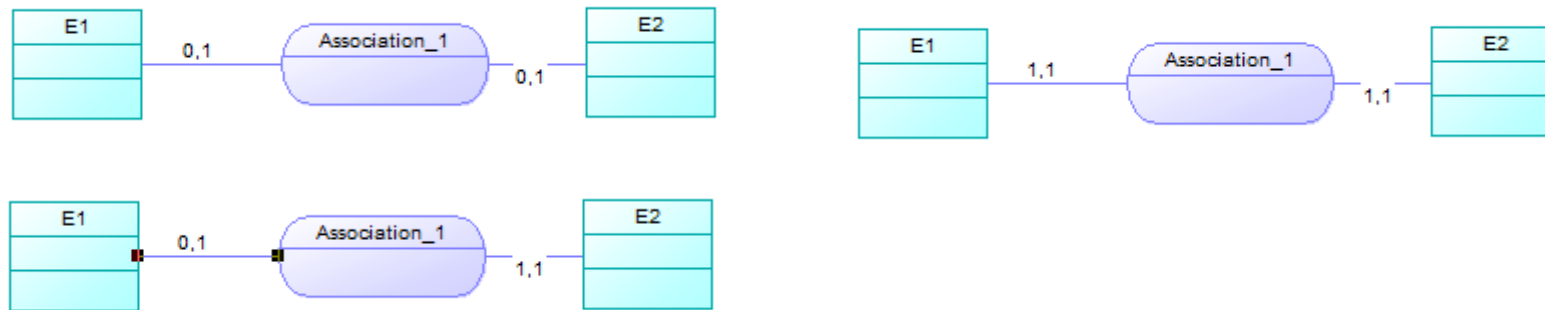 E1
0,1
Association_1
0,1
E2
E1
1,1
Association_1
1,1
E2
E1
0,1
Association_1
1,1
E2